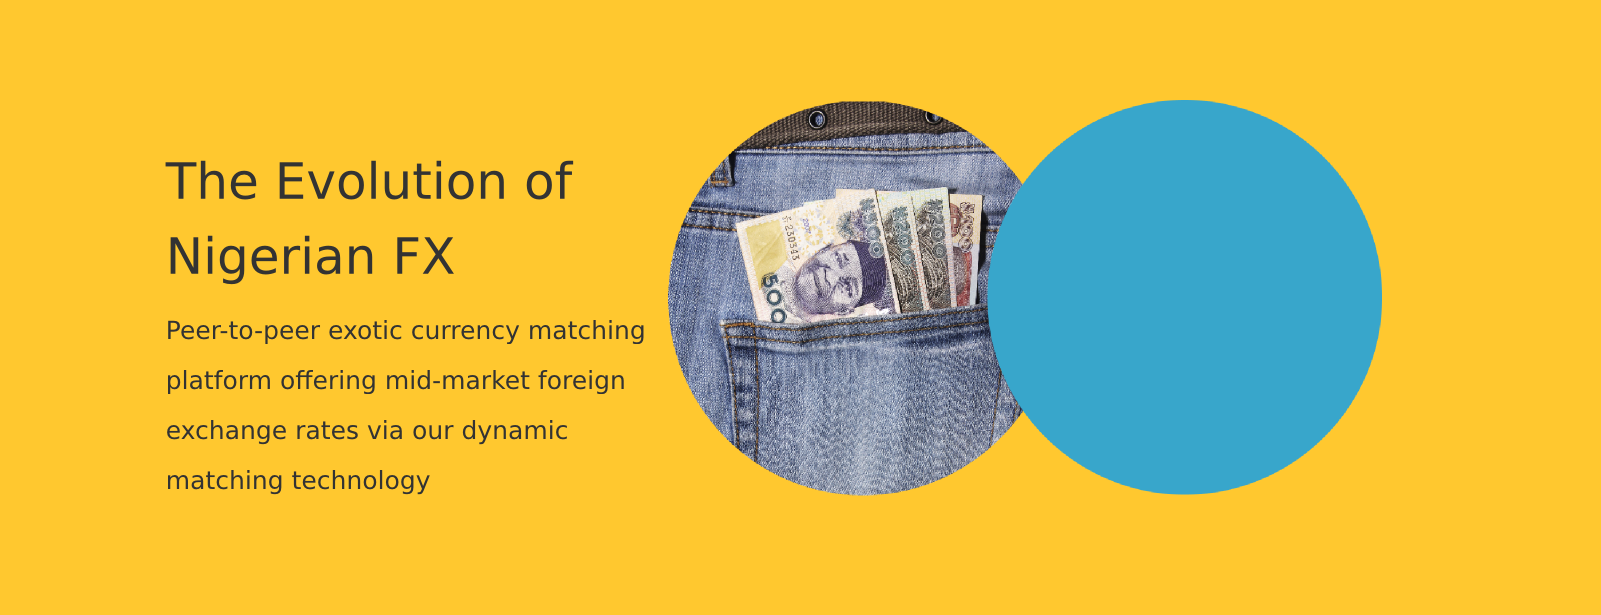 The Evolution of
Nigerian FX
Peer-to-peer exotic currency matching
platform offering mid-market foreign
exchange rates via our dynamic
matching technology
500